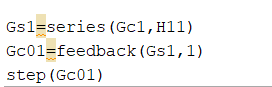 Gs1=series(Gc1,H11)
Gc01=feedback(Gs1,1)
step(Gc01)